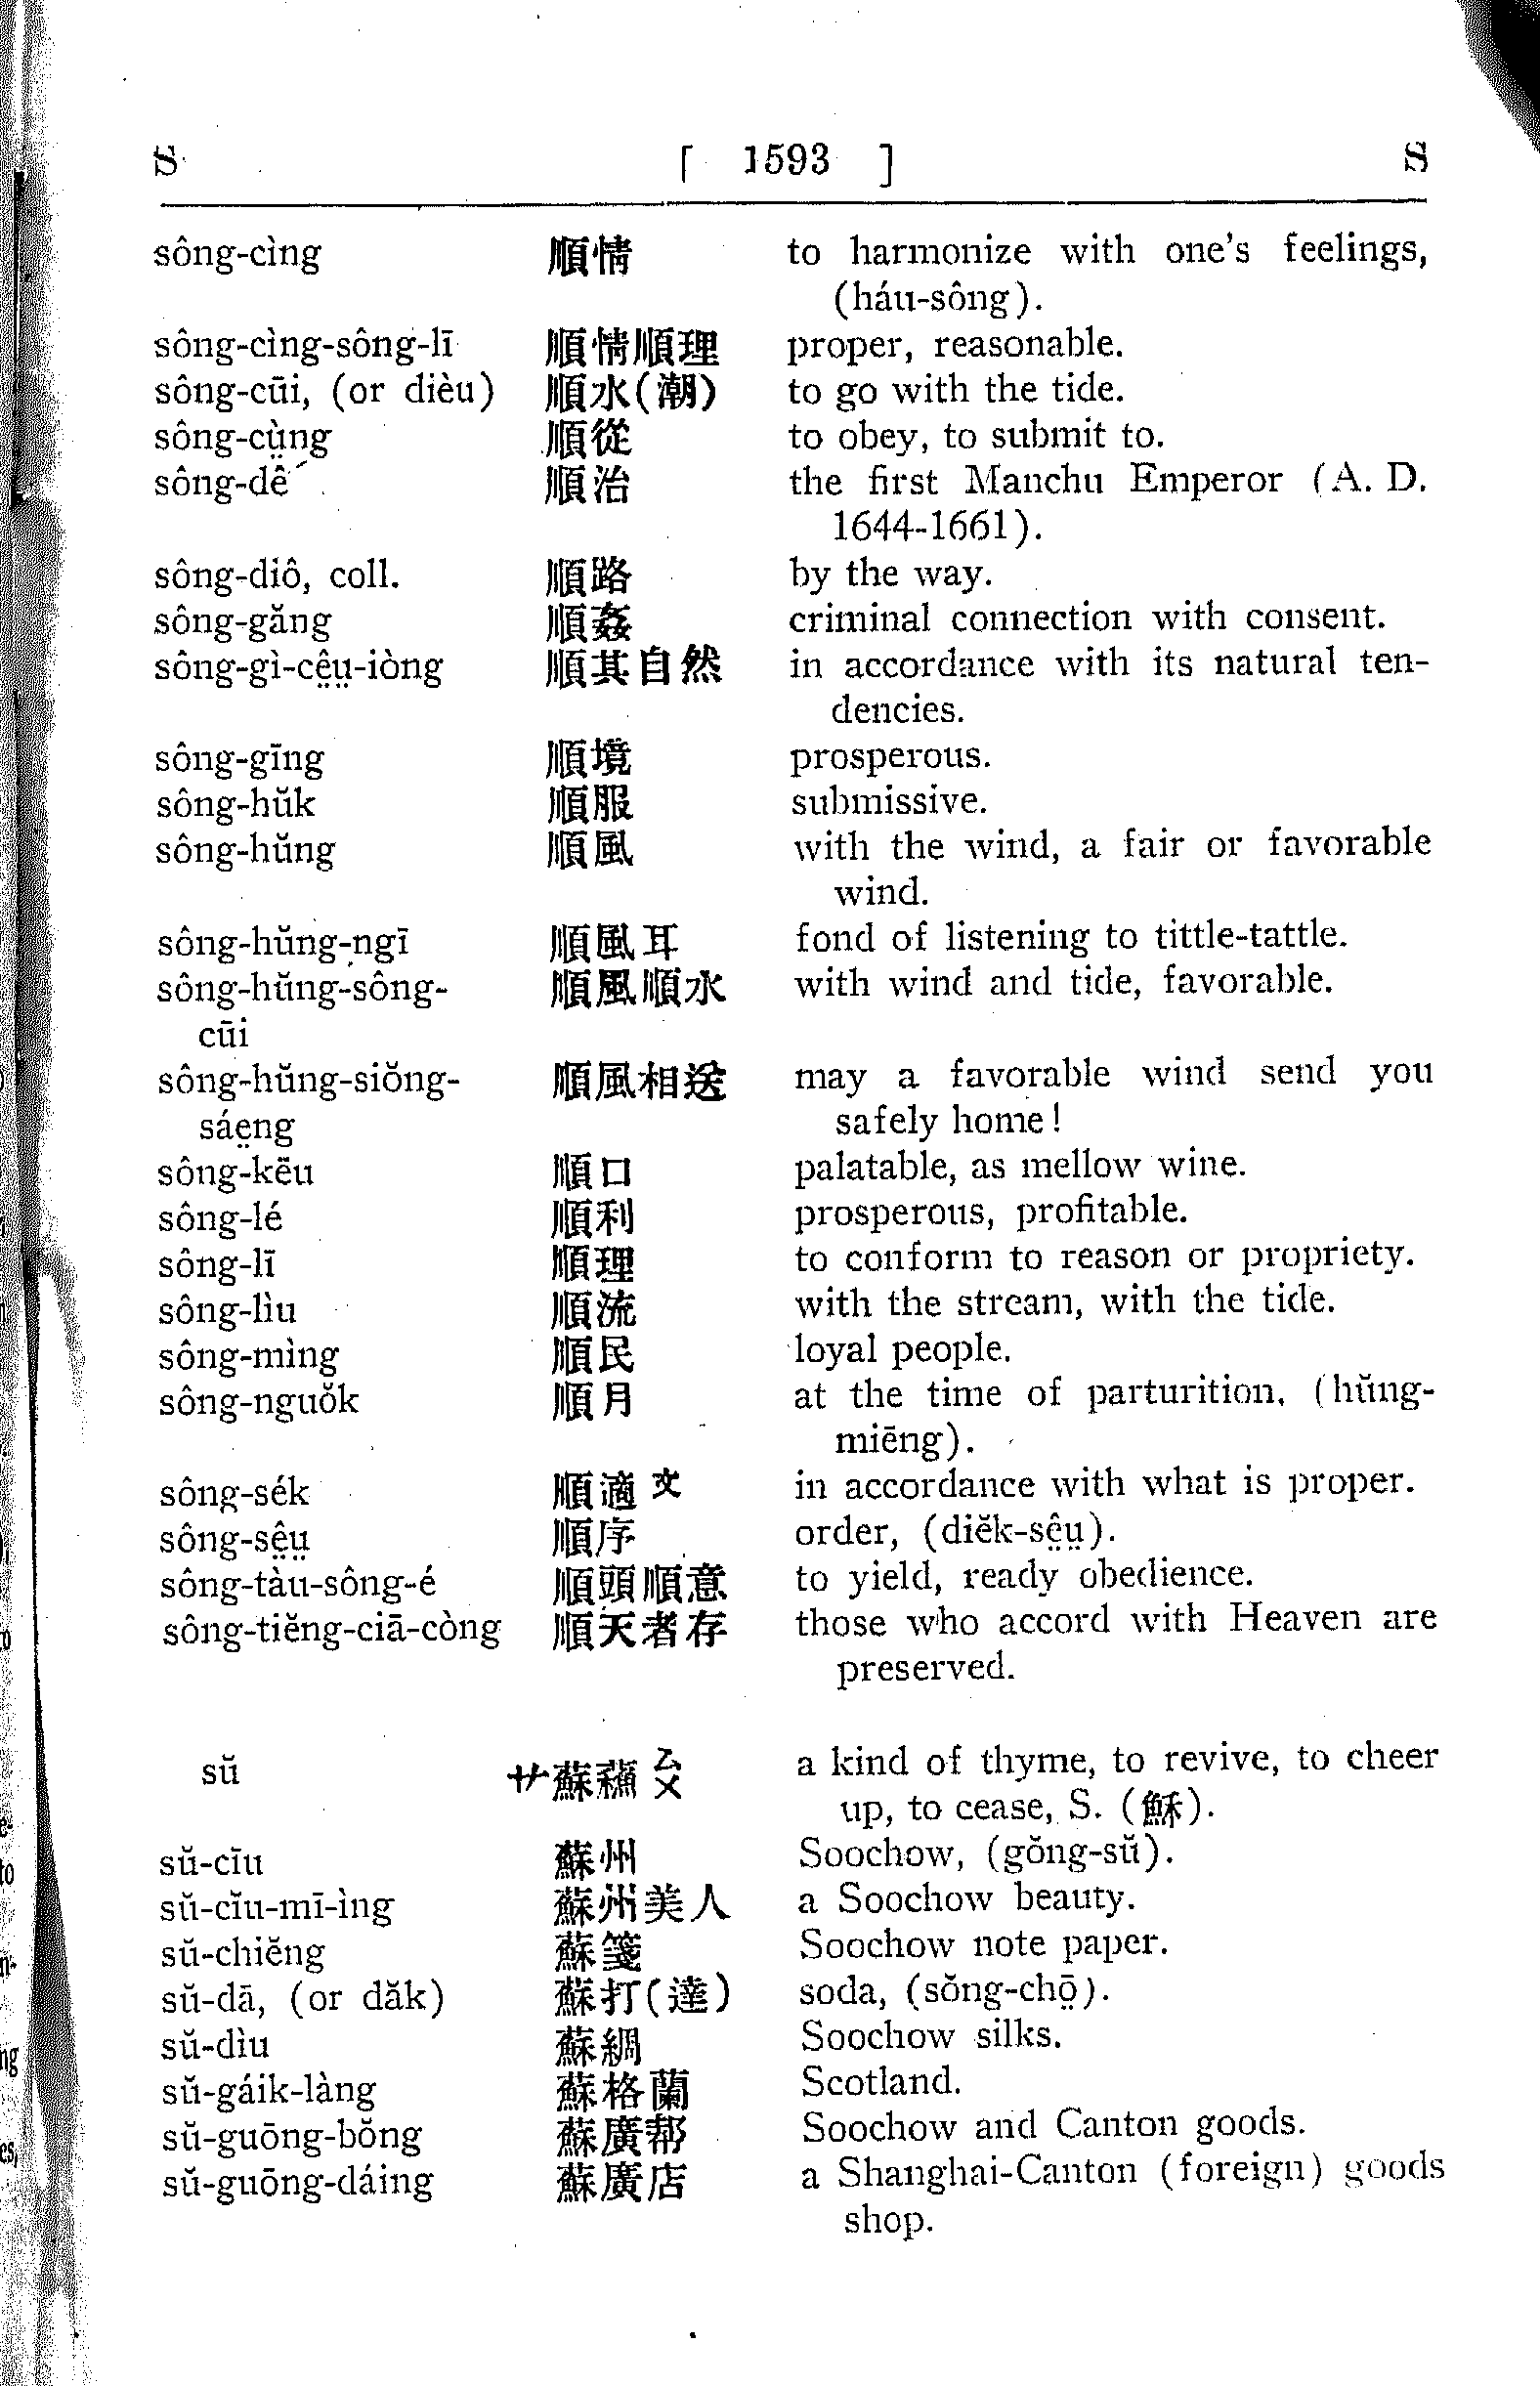 S [ 1593 ] S
sông-cìng 順情 to harmonize with one's feelings,
(háu-sông).
sông-cìng-sông-lī 順情順理 proper, reasonable.
sông-cūi, (or dièu) 順水(潮) to go with the tide.
sông-cṳ̀ng 順從 to obey, to submit to.
sông-dê 順治 the first Manchu Emperor (A. D.
1644-1661).
sông-diô, coll. 順路 by the way.
sông-găng 順姦 criminal connection with consent.
sông-gì-cê̤ṳ-iòng 順其自然 in accordance with its natural ten-
dencies.
sông-gīng 順境 prosperous.
sông-hŭk 順服 submissive.
sông-hŭng 順風 with the wind, a fair or favorable
wind.
sông-hŭng-ngī 順風耳 fond of listening to tittle-tattle.
sông-hŭng-sông- 順風順水 with wind and tide, favorable.
cūi
sông-hŭng-siŏng- 順風相送 may a favorable wind send you
sáe̤ng safely home!
sông-kēu 順口 palatable, as mellow wine.
sông-lé 順利 prosperous, profitable.
sông-lī 順理 to conform to reason or propriety.
sông-lìu 順流 with the stream, with the tide.
sông-mìng 順民 loyal people.
sông-nguŏk 順月 at the time of parturition, (hŭng-
miēng).
sông-sék 順適文 in accordance with what is proper.
sông-sê̤ṳ 順序 order, (diĕk-sê̤ṳ).
sông-tàu-sông-é 順頭順意 to yield, ready obedience.
sông-tiĕng-ciā-còng 順天者存 those who accord with Heaven are
preserved.
sŭ 艹蘇蘓ㄙㄨ a kind of thyme, to revive, to cheer
up, to cease, S. (穌).
sŭ-cīu 蘇州 Soochow, (gŏng-sŭ).
sŭ-cĭu-mī-ìng 蘇州美人 a Soochow beauty.
sŭ-chiĕng 蘇箋 Soochow note paper.
sŭ-dā, (or dăk) 蘇打(達) soda, (sŏng-chō̤).
sŭ-dìu 蘇綢 Soochow silks.
sŭ-gáik-làng 蘇格蘭 Scotland.
sŭ-guōng-bŏng 蘇廣帮 Soochow and Canton goods.
sŭ-guōng-dáing 蘇廣店 a Shanghai-Canton (foreign) goods
shop.